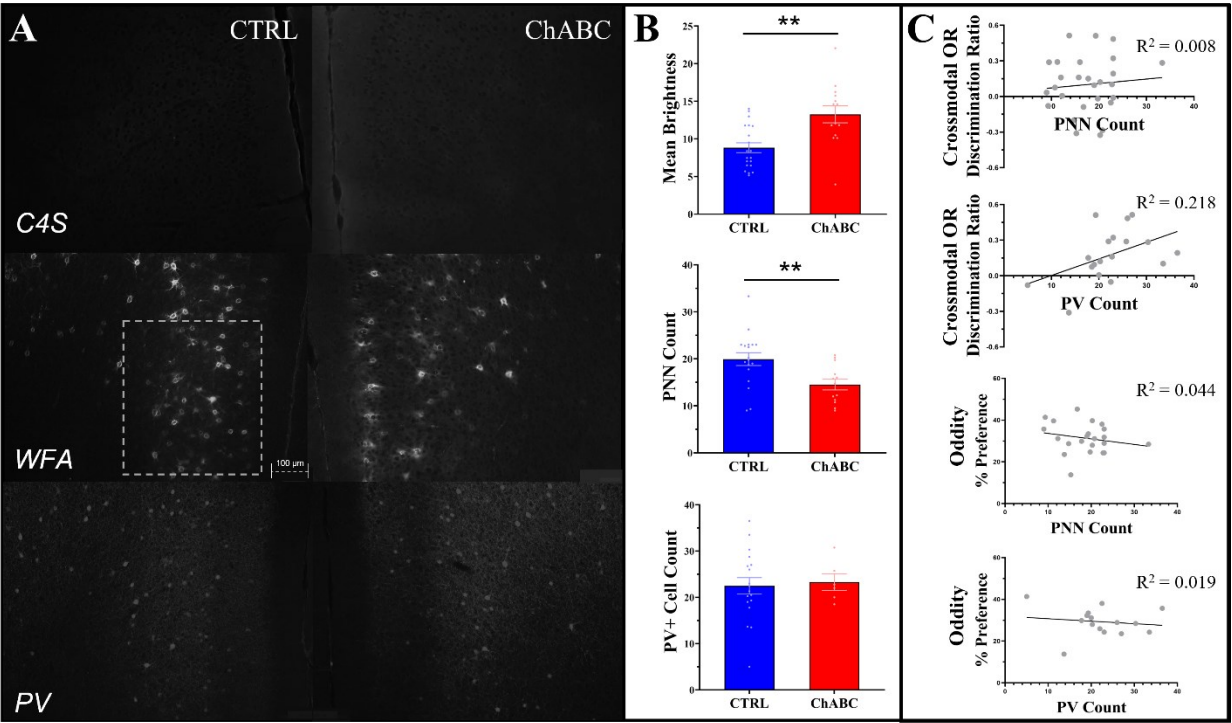 A
CTRL
ChABC
C4S
WFA
100 µm
PV
B
**
25
20
15
10
5
0
Mean Brightness
CTRL
ChABC
**
40
30
20
10
0
PNN Count
CTRL
ChABC
40
30
20
10
0
PV+ Cell Count
CTRL
ChABC
C
Crossmodal OR
Discrimination Ratio
0.6
0.3
0.0
-0.3
-0.6
R² = 0.008
10 20 30 40
PNN Count
Crossmodal OR
Discrimination Ratio
0.6
0.3
0.0
-0.3
-0.6
R² = 0.218
10 20 30 40
PV Count
Oddity
% Preference
60
40
20
0
R² = 0.044
0 10 20 30 40
PNN Count
Oddity
% Preference
60
40
20
0
R² = 0.019
0 10 20 30 40
PV Count